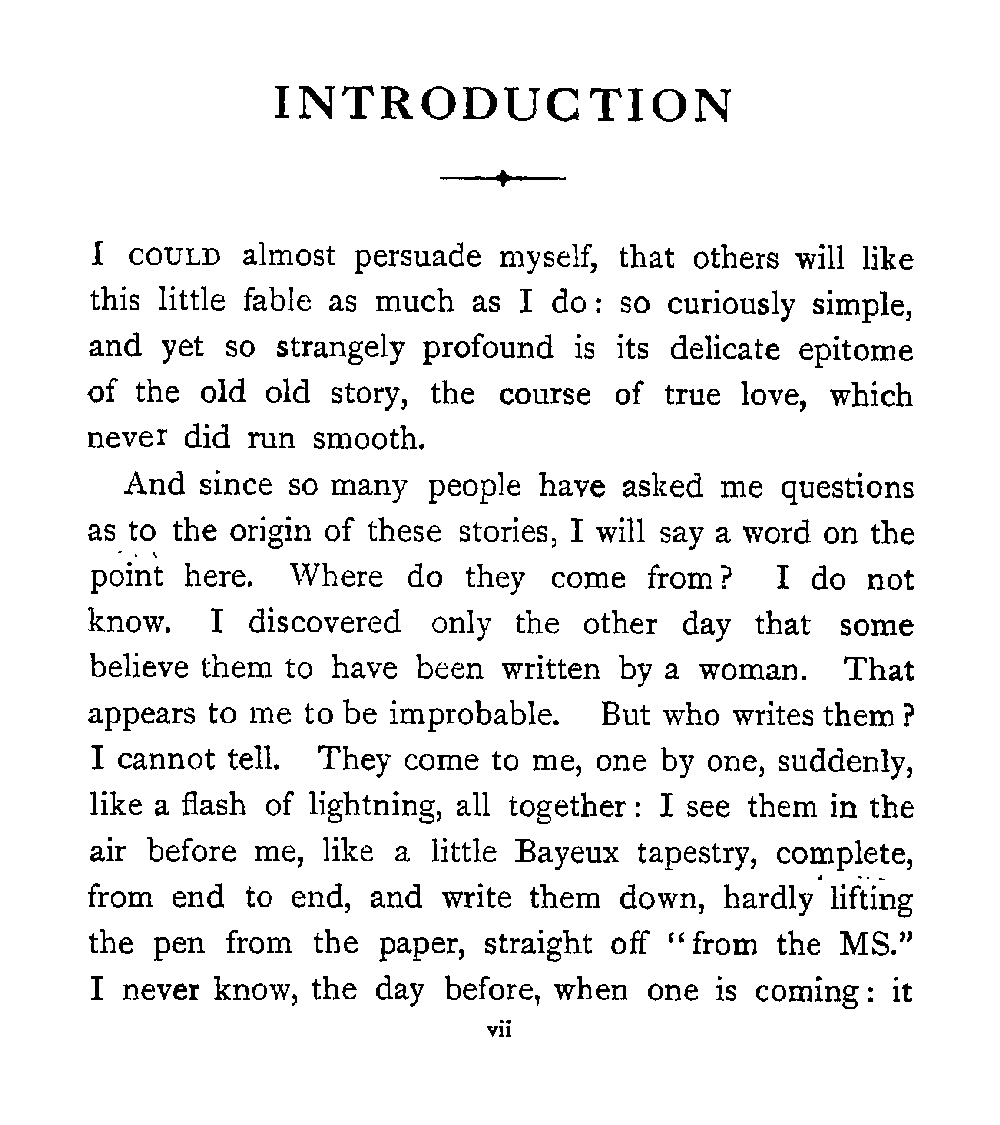 INTRODUCTION
I COULD almost persuade myself, that others will like
this little fable as much as I do: so curiously simple,
and yet so strangely profound is its delicate epitome
of the old old story, the course of true love, which
never did run smooth.
And since so many people have asked me questions
as to the origin of these stories, I will say a word on the
point here. Where do they come from? I do not
know. I discovered only the other day that some
believe them to have been written by a woman. That
appears to me to be improbable. But who writes them?
I cannot tell. They come to me, one by one, suddenly,
like a flash of lightning, all together: I see them in the
air before me, like a little Bayeux tapestry, complete,
from end to end, and write them down, hardly lifting
the pen from the paper, straight off “from the MS.”
I never know, the day before, when one is coming: it
vii